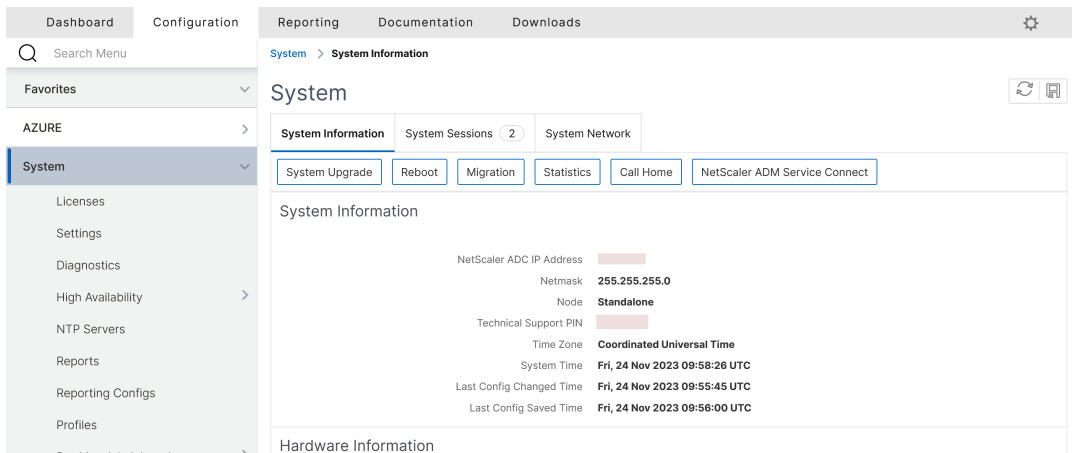 Dashboard Configuration Reporting Documentation Downloads
Search Menu
System > System Information
Favorites
System
AZURE
System Information System Sessions 2 System Network
System
System Upgrade Reboot Migration Statistics Call Home NetScaler ADM Service Connect
Licenses
System Information
Settings
Diagnostics
NetScaler ADC IP Address
Netmask 255.255.255.0
High Availability
Node Standalone
Technical Support PIN
NTP Servers
Time Zone Coordinated Universal Time
Reports
System Time Fri, 24 Nov 2023 09:58:26 UTC
Last Config Changed Time Fri, 24 Nov 2023 09:55:45 UTC
Reporting Configs
Last Config Saved Time Fri, 24 Nov 2023 09:56:00 UTC
Profiles
Hardware Information